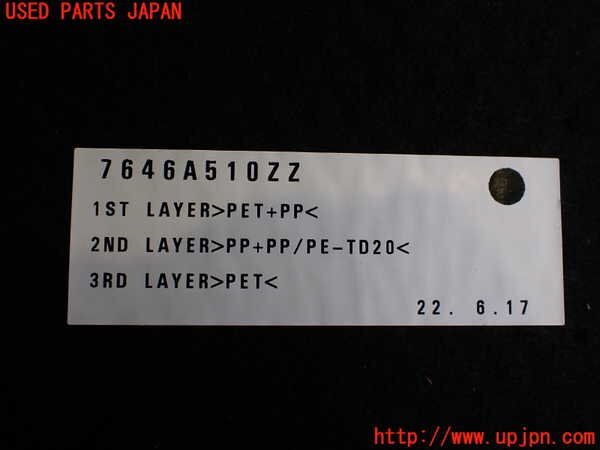 USED PARTS JAPAN
7646A510ZZ
1ST LAYER>PET+PP<
2ND LAYER>PP+PP/PE-TD20<
3RD LAYER>PET<
22. 6.17
http://www.upjpn.com/